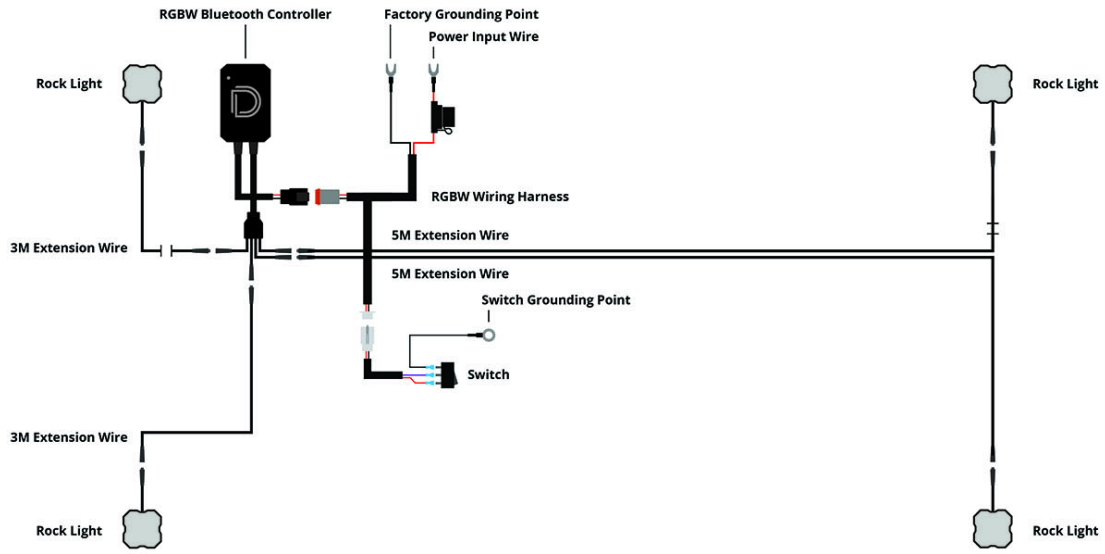 RGBW Bluetooth Controller
Factory Grounding Point
Power Input Wire
Rock Light
Rock Light
RGBW Wiring Harness
3M Extension Wire
5M Extension Wire
5M Extension Wire
Switch Grounding Point
Switch
3M Extension Wire
Rock Light
Rock Light